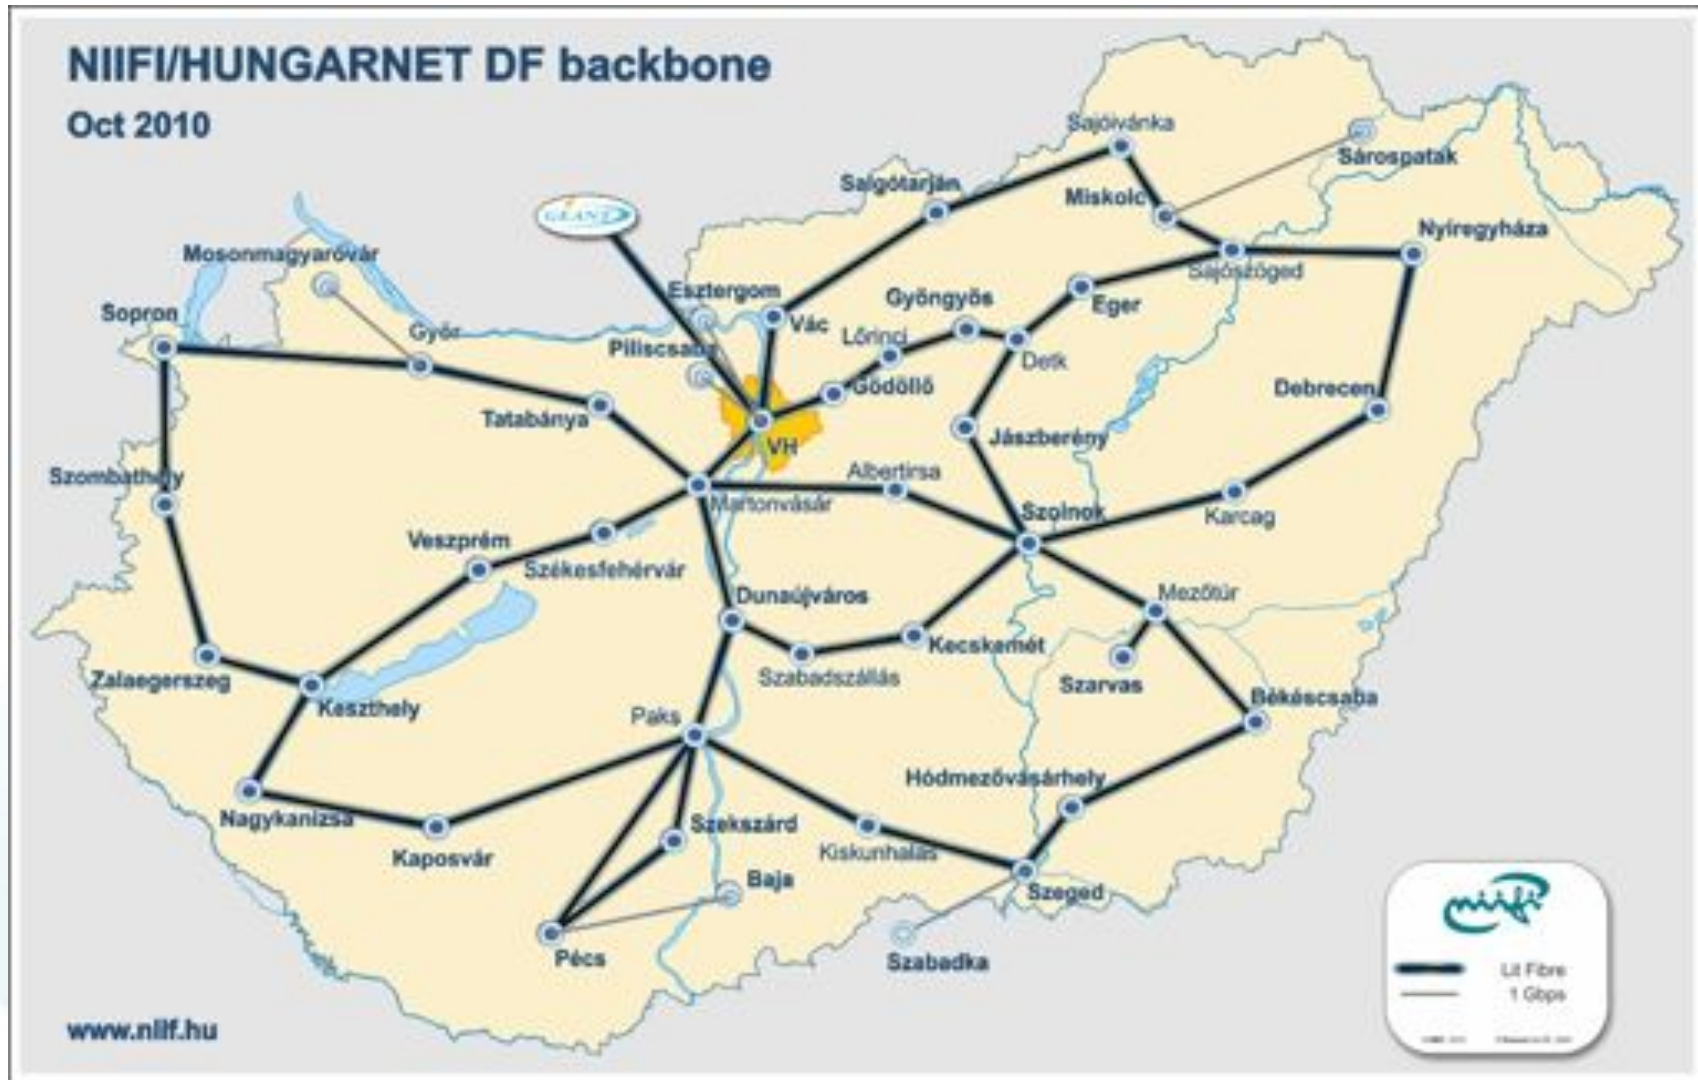 NIIFI/HUNGARNET DF backbone
Oct 2010
Sajóivánka
Sárospatak
Salgótarján
Miskolc
GÉANT
Nyíregyháza
Mosonmagyaróvár
Sajószöged
Esztergom
Gyöngyös
Eger
Sopron
Vác
Győr
Lőrinci
Piliscsaba
Detk
Gödöllő
Debrecen
Tatabánya
Jászberény
VH
Albertirsa
Szombathely
Martonvásár
Szolnok
Karcag
Veszprém
Székesfehérvár
Dunaújváros
Mezőtúr
Kecskemét
Szabadszállás
Szarvas
Zalaegerszeg
Keszthely
Békéscsaba
Paks
Hódmezővásárhely
Nagykanizsa
Szekszárd
Kaposvár
Kiskunhalas
Baja
Szeged
Pécs
Szabadka
niifi
Lit Fibre
1 Gbps
www.niif.hu